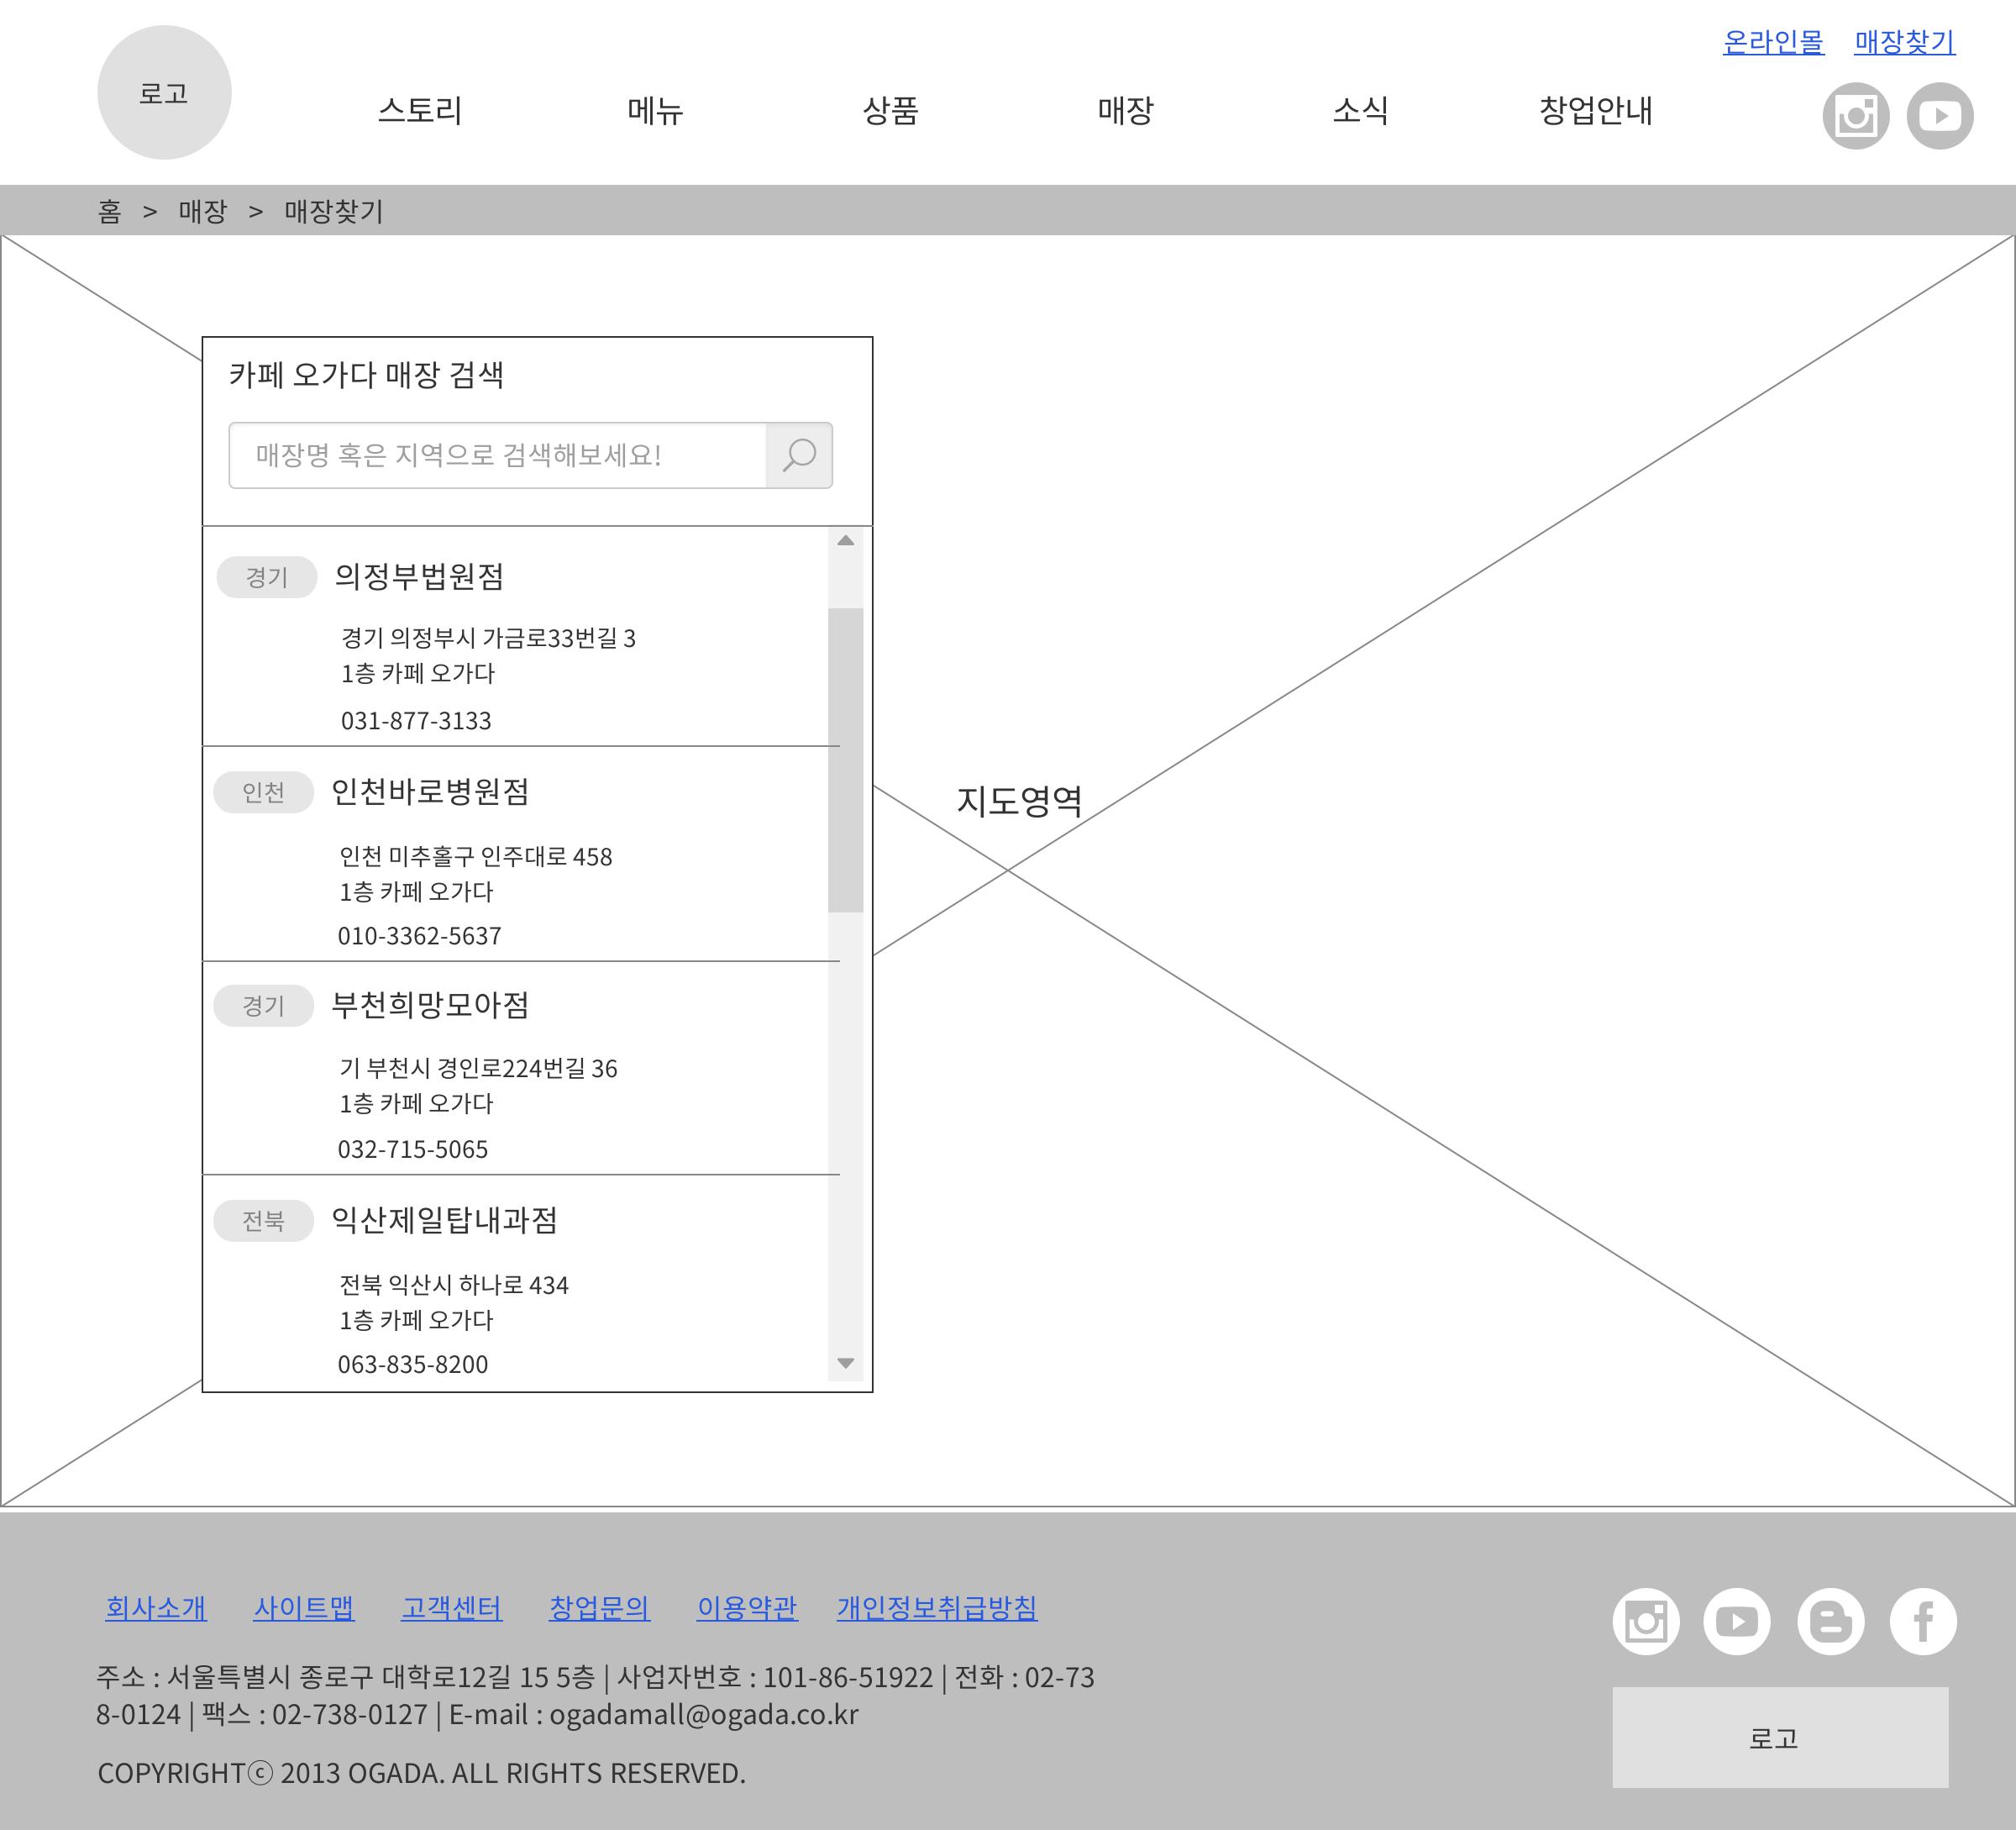 온라인몰 매장찾기
로고
스토리 메뉴 상품 매장 소식 창업안내
홈 > 매장 > 매장찾기
카페 오가다 매장 검색
매장명 혹은 지역으로 검색해보세요!
경기 의정부법원점
경기 의정부시 가금로33번길 3
1층 카페 오가다
031-877-3133
인천 인천바로병원점
인천 미추홀구 인주대로 458
1층 카페 오가다
010-3362-5637
경기 부천희망모아점
기 부천시 경인로224번길 36
1층 카페 오가다
032-715-5065
전북 익산제일탑내과점
전북 익산시 하나로 434
1층 카페 오가다
063-835-8200
지도영역
회사소개 사이트맵 고객센터 창업문의 이용약관 개인정보취급방침
주소 : 서울특별시 종로구 대학로12길 15 5층 | 사업자번호 : 101-86-51922 | 전화 : 02-73
8-0124 | 팩스 : 02-738-0127 | E-mail : ogadamall@ogada.co.kr
COPYRIGHTⓒ 2013 OGADA. ALL RIGHTS RESERVED.
로고